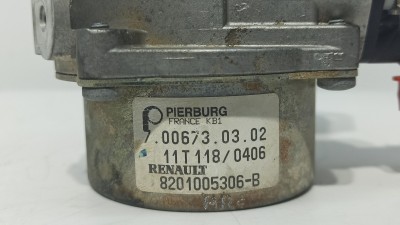 PIERBURG
FRANCE KB1
7.00673.03.02
11T118/0406
RENAULT
8201005306-B